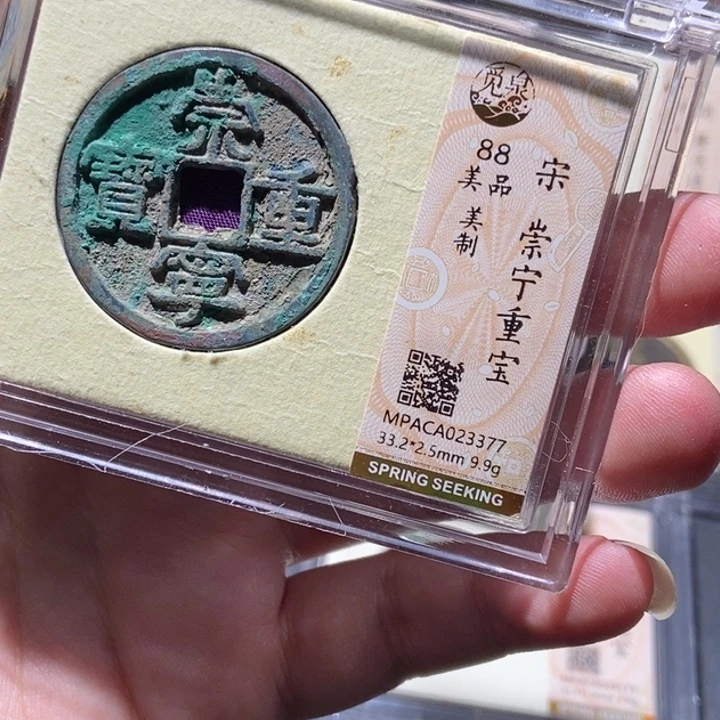 崇
重
寧
寶
觅泉
88
美品
美制
宋 崇宁重宝
MPACA023377
33.2*2.5mm 9.9g
SPRING SEEKING